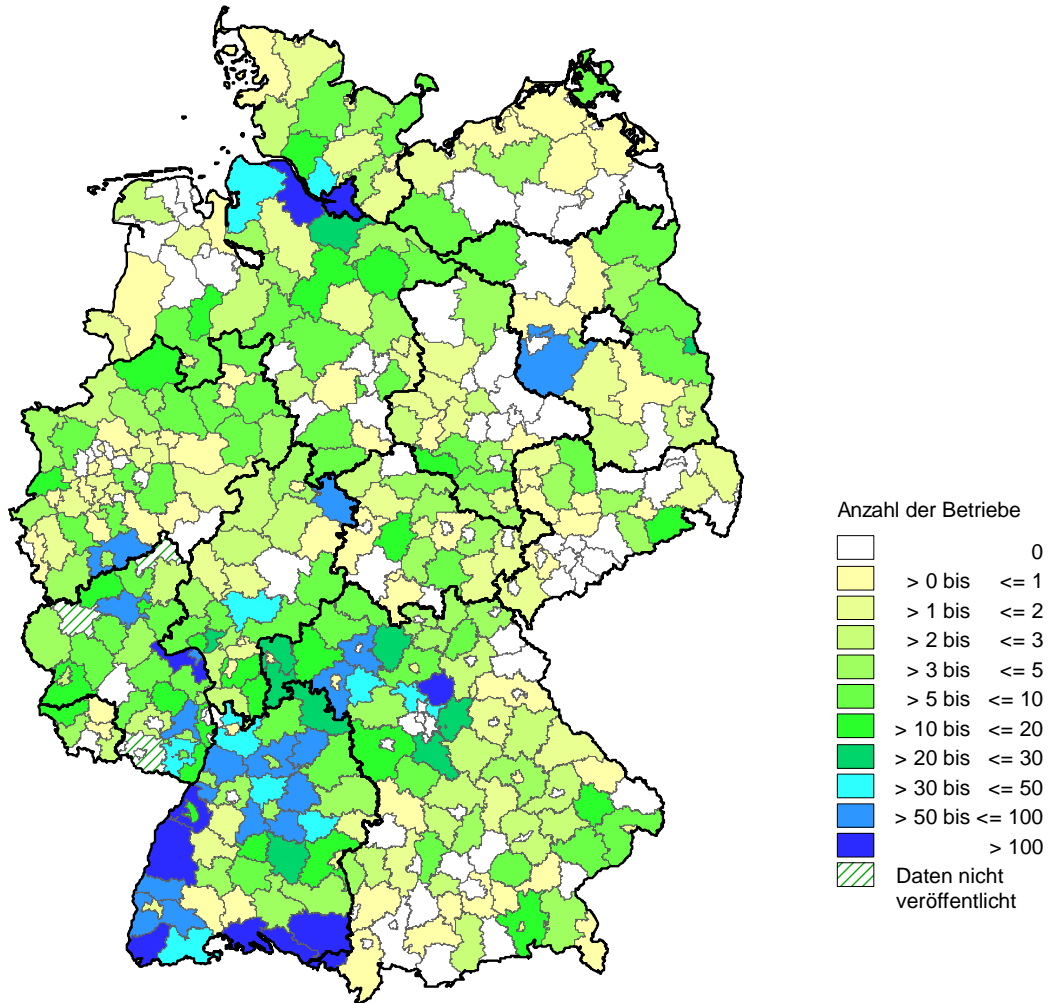 Anzahl der Betriebe
0
> 0 bis <= 1
> 1 bis <= 2
> 2 bis <= 3
> 3 bis <= 5
> 5 bis <= 10
> 10 bis <= 20
> 20 bis <= 30
> 30 bis <= 50
> 50 bis <= 100
> 100
Daten nicht
veröffentlicht